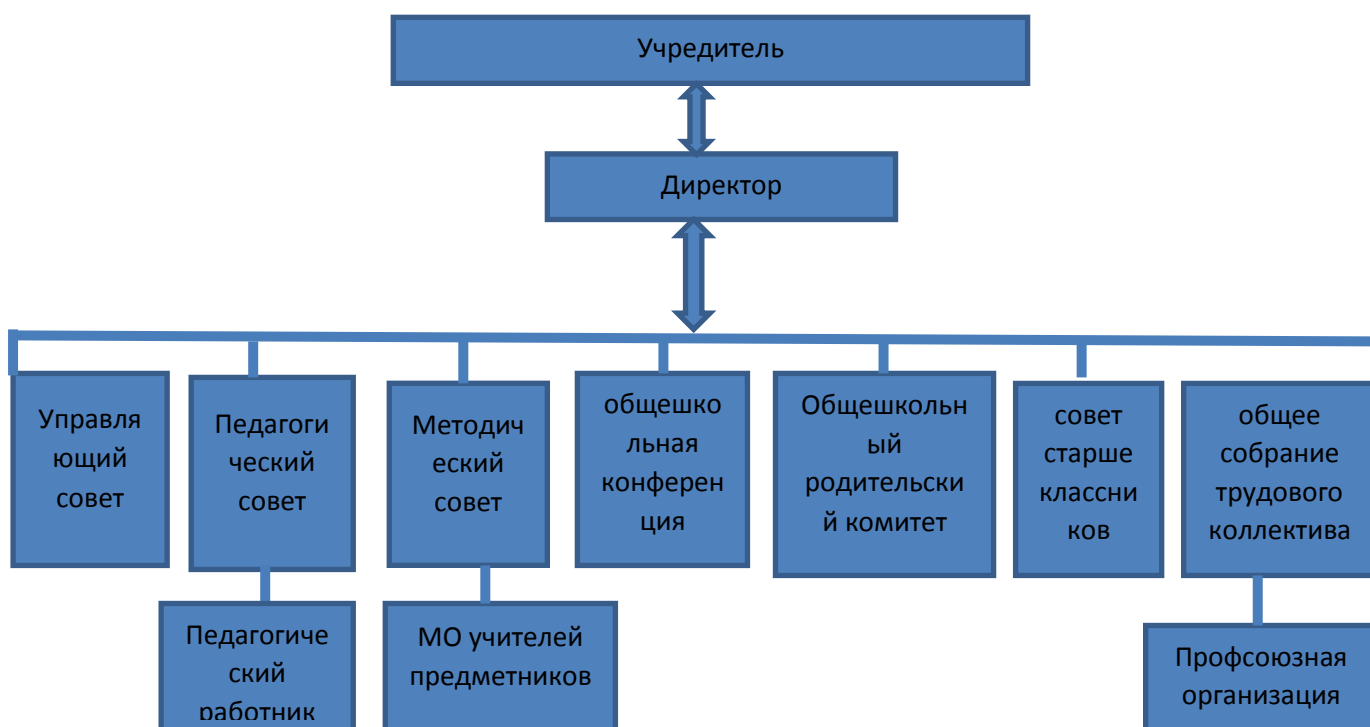 Учредитель
Директор
Управля
ющий
совет
Педагоги
ческий
совет
Методич
еский
совет
общешко
льная
конферен
ция
Общешкольн
ый
родительски
й комитет
совет
старше
классни
ков
общее
собрание
трудового
коллектива
Педагогиче
ский
работник
МО учителей
предметников
Профсоюзная
организация